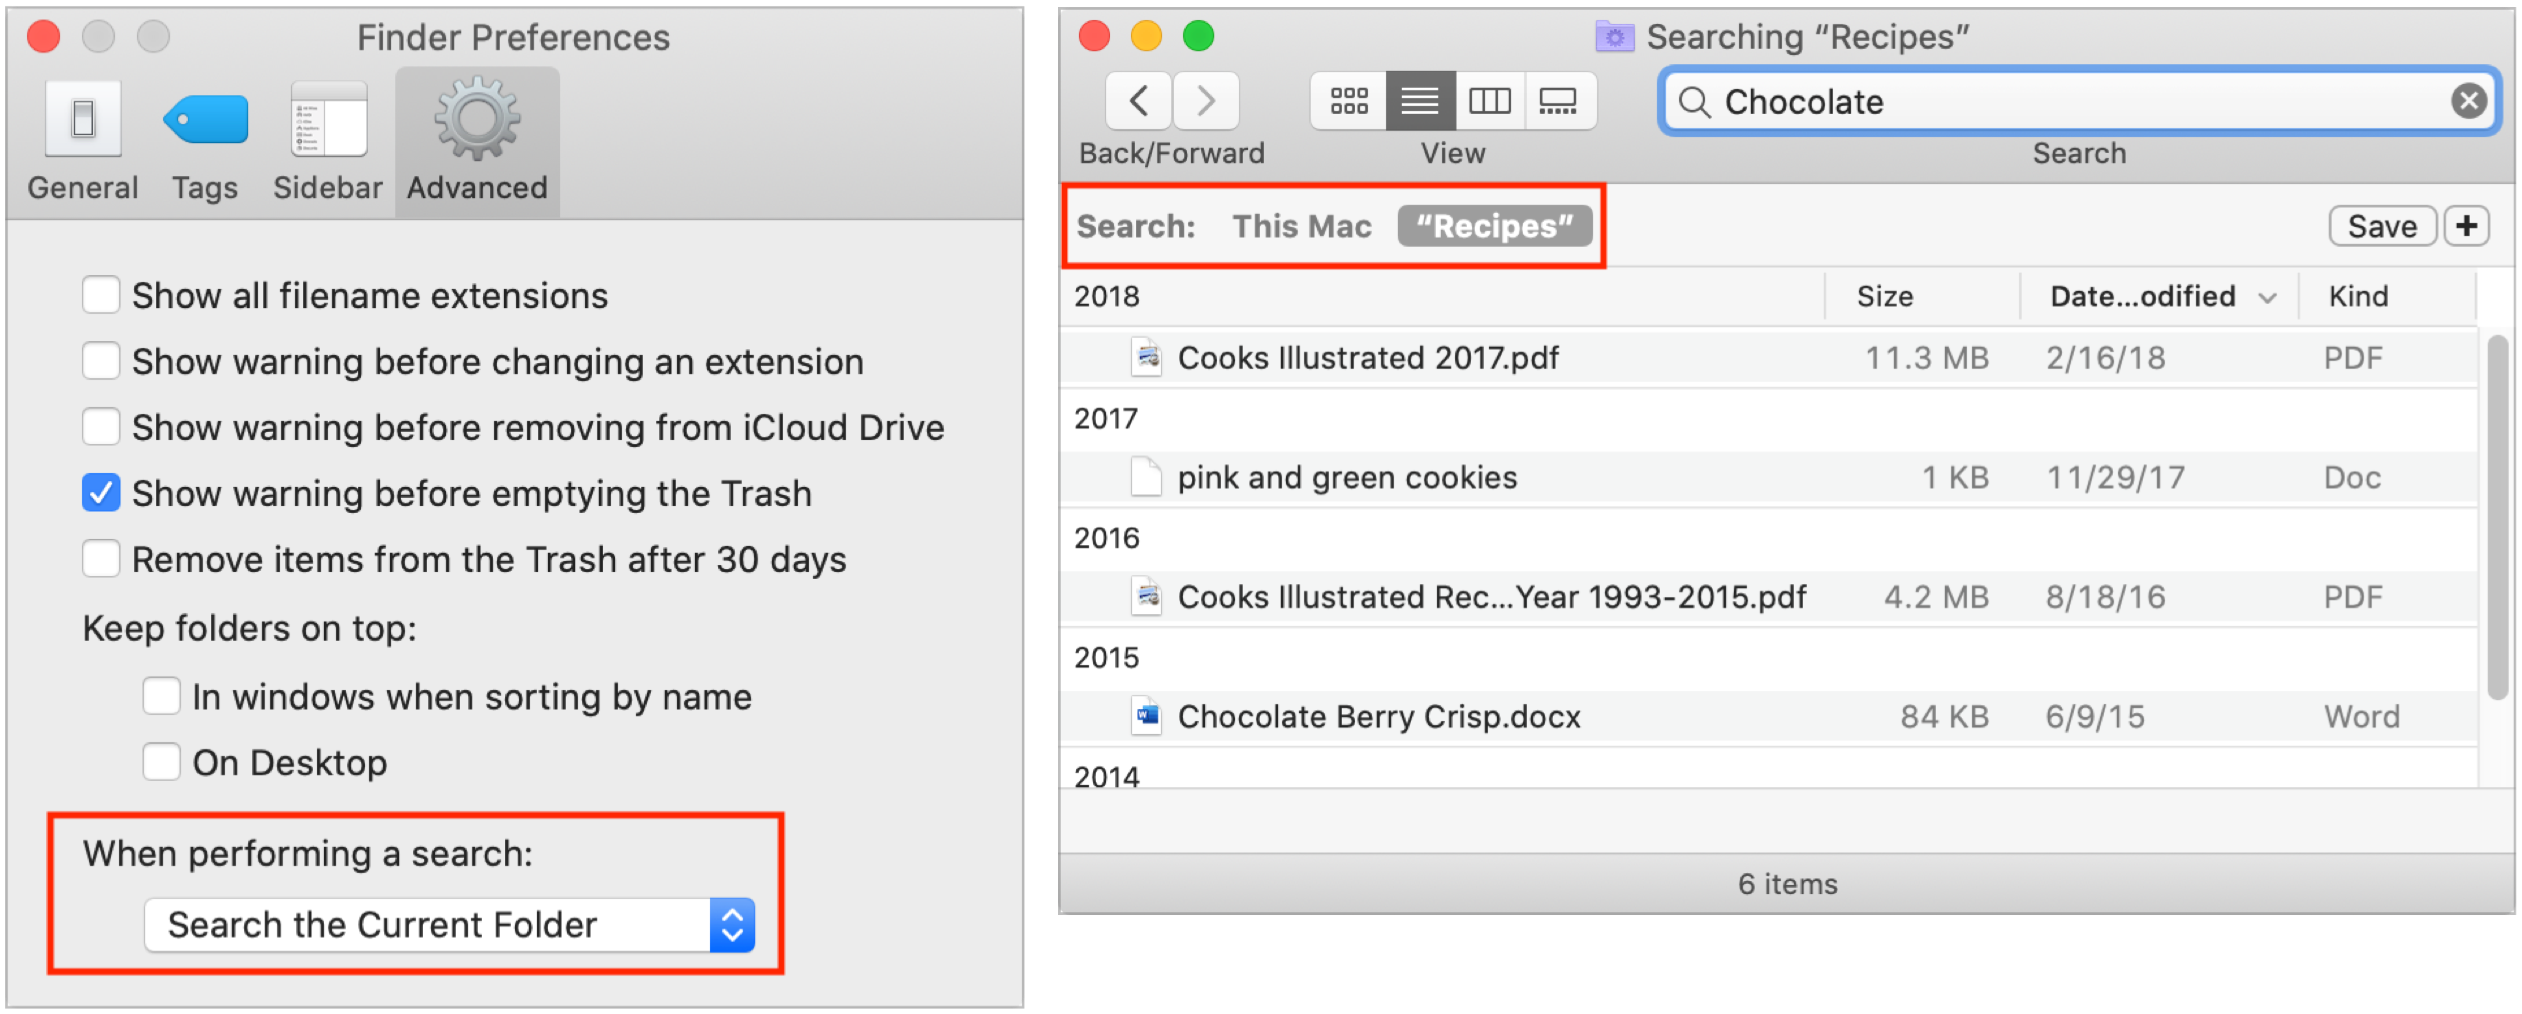 Finder Preferences
General Tags Sidebar Advanced
Show all filename extensions
Show warning before changing an extension
Show warning before removing from iCloud Drive
Show warning before emptying the Trash
Remove items from the Trash after 30 days
Keep folders on top:
In windows when sorting by name
On Desktop
When performing a search:
Search the Current Folder
Searching “Recipes”
Chocolate
Back/Forward View Search
Search: This Mac “Recipes” Save +
2018 Size Date...odified Kind
Cooks Illustrated 2017.pdf 11.3 MB 2/16/18 PDF
2017
pink and green cookies 1 KB 11/29/17 Doc
2016
Cooks Illustrated Rec...Year 1993-2015.pdf 4.2 MB 8/18/16 PDF
2015
Chocolate Berry Crisp.docx 84 KB 6/9/15 Word
2014
6 items